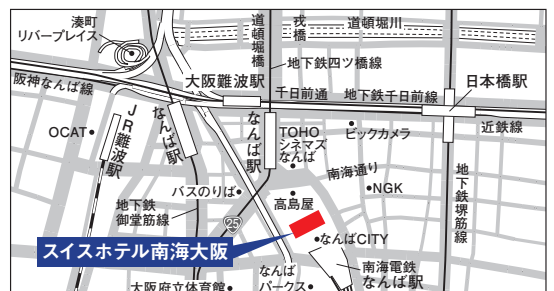 湊町
リバープレイス
道頓堀橋
戎橋
道頓堀川
地下鉄四ツ橋線
阪神なんば線
大阪難波駅
日本橋駅
千日前通
地下鉄千日前線
近鉄線
OCAT
JR難波駅
なんば駅
なんば駅
TOHO
シネマズ
なんば
ビックカメラ
南海通り
NGK
バスのりば
高島屋
地下鉄
御堂筋線
25
地下鉄堺筋線
スイスホテル南海大阪
なんばCITY
南海電鉄
なんば駅
なんば
パークス
大阪府立体育館